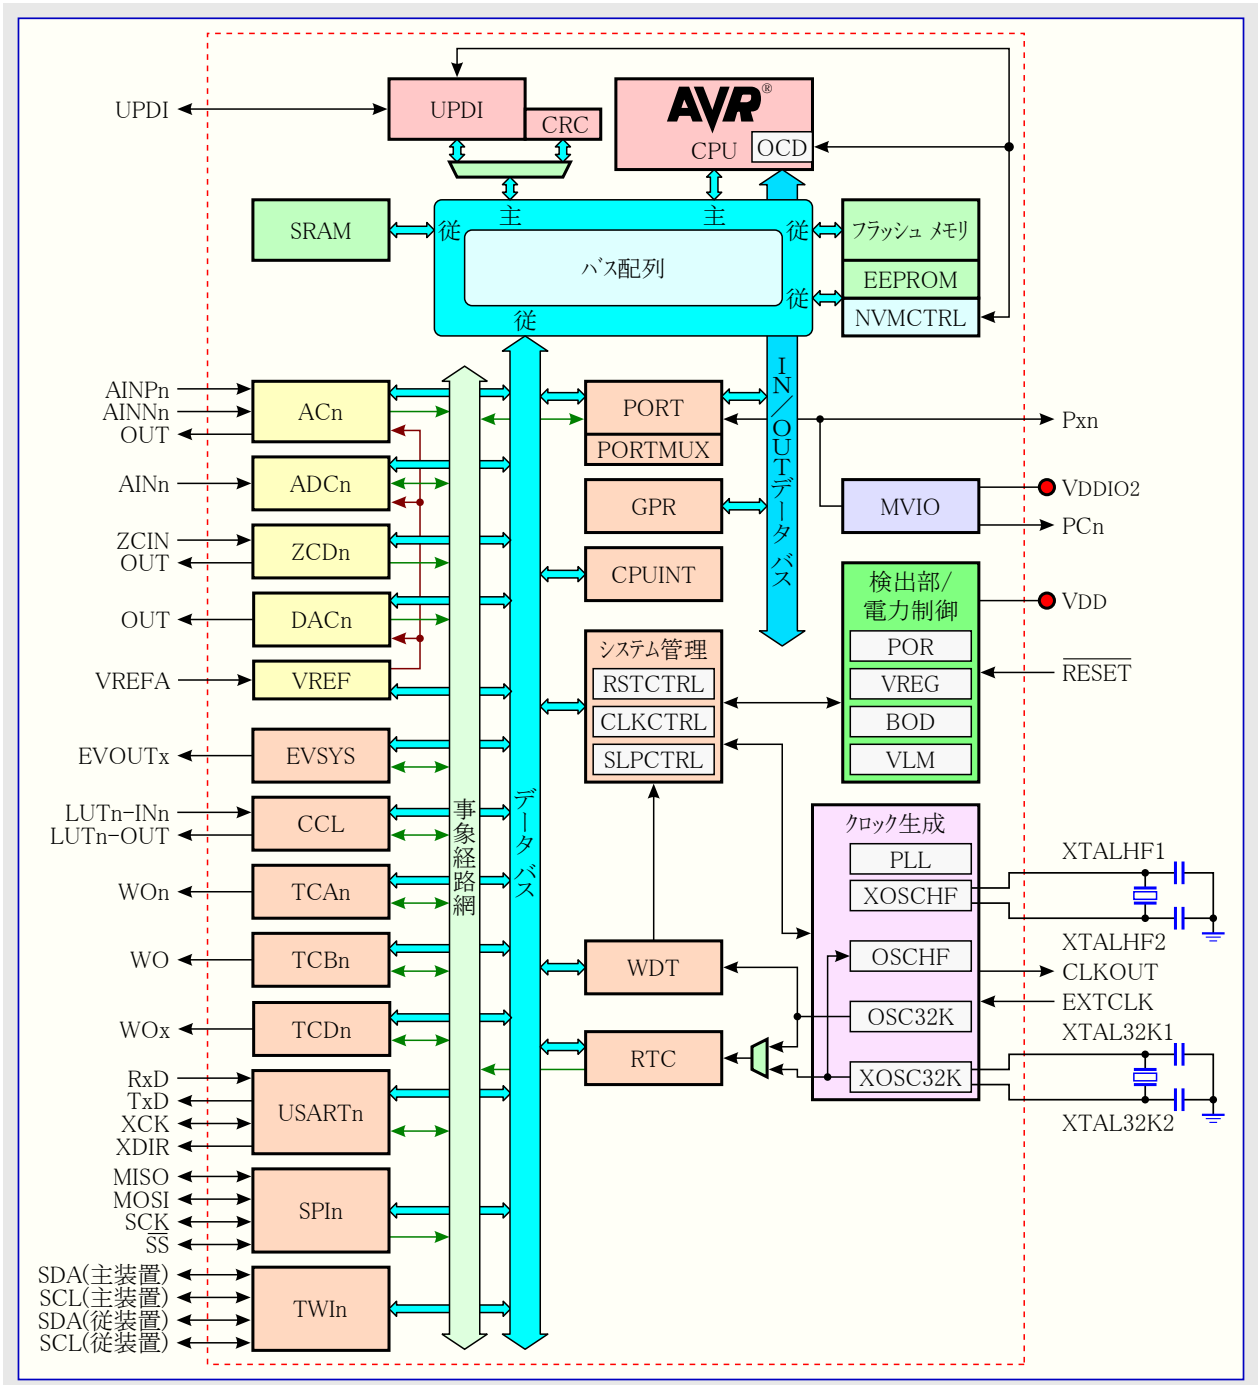 UPDI
UPDI
CRC
AVR®
CPU
OCD
SRAM
主
主
従
従
従
従
バス配列
フラッシュ メモリ
EEPROM
NVMCTRL
IN/OUTデータ バス
AINPn
AINNn
OUT
ACn
PORT
PORTMUX
Pxn
AINn
ADCn
GPR
MVIO
VDDIO2
PCn
ZCIN
OUT
ZCDn
CPUINT
検出部/
電力制御
VDD
POR
VREG
BOD
VLM
RESET
OUT
DACn
VREFA
VREF
システム管理
RSTCTRL
CLKCTRL
SLPCTRL
EVOUTx
EVSYS
LUTn-INn
LUTn-OUT
CCL
事象経路網
データ バス
クロック生成
PLL
XOSCHF
OSCHF
OSC32K
XOSC32K
XTALHF1
XTALHF2
CLKOUT
EXTCLK
XTAL32K1
XTAL32K2
WOn
TCAn
WO
TCBn
WDT
WOx
TCDn
RTC
RxD
TxD
XCK
XDIR
USARTn
MISO
MOSI
SCK
SS
SPIn
SDA(主装置)
SCL(主装置)
SDA(従装置)
SCL(従装置)
TWIn